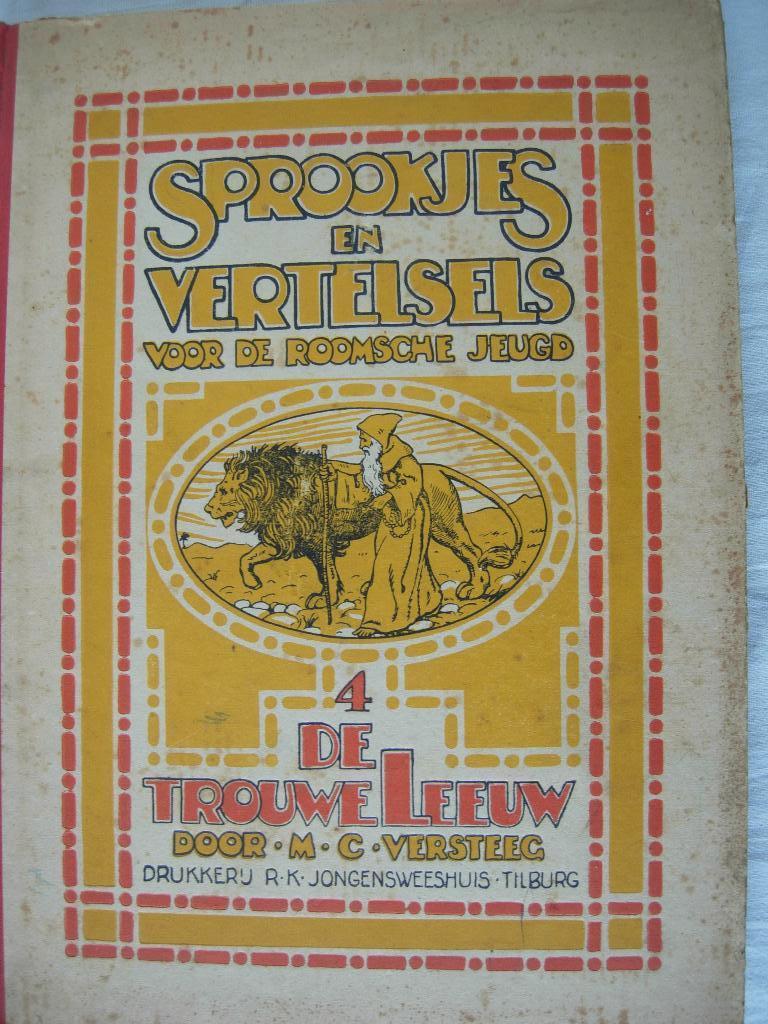 SPROOKJES
EN
VERTELSELS
VOOR DE ROOMSCHE JEUGD
4
DE
TROUWE LEEUW
DOOR · M · C · VERSTEEG
DRUKKERIJ R·K·JONGENSWEESHUIS·TILBURG